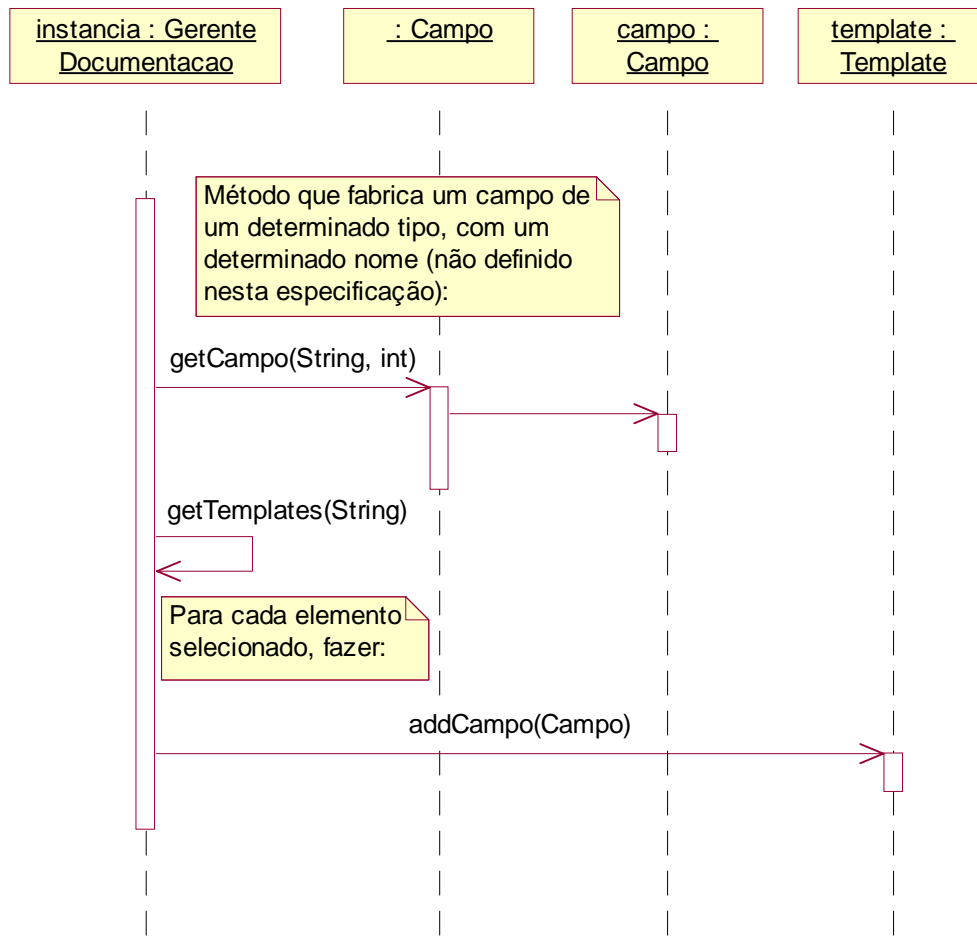 instancia : Gerente
Documentacao
: Campo
campo :
Campo
template :
Template
Método que fabrica um campo de
um determinado tipo, com um
determinado nome (não definido
nesta especificação):
getCampo(String, int)
getTemplates(String)
Para cada elemento
selecionado, fazer:
addCampo(Campo)